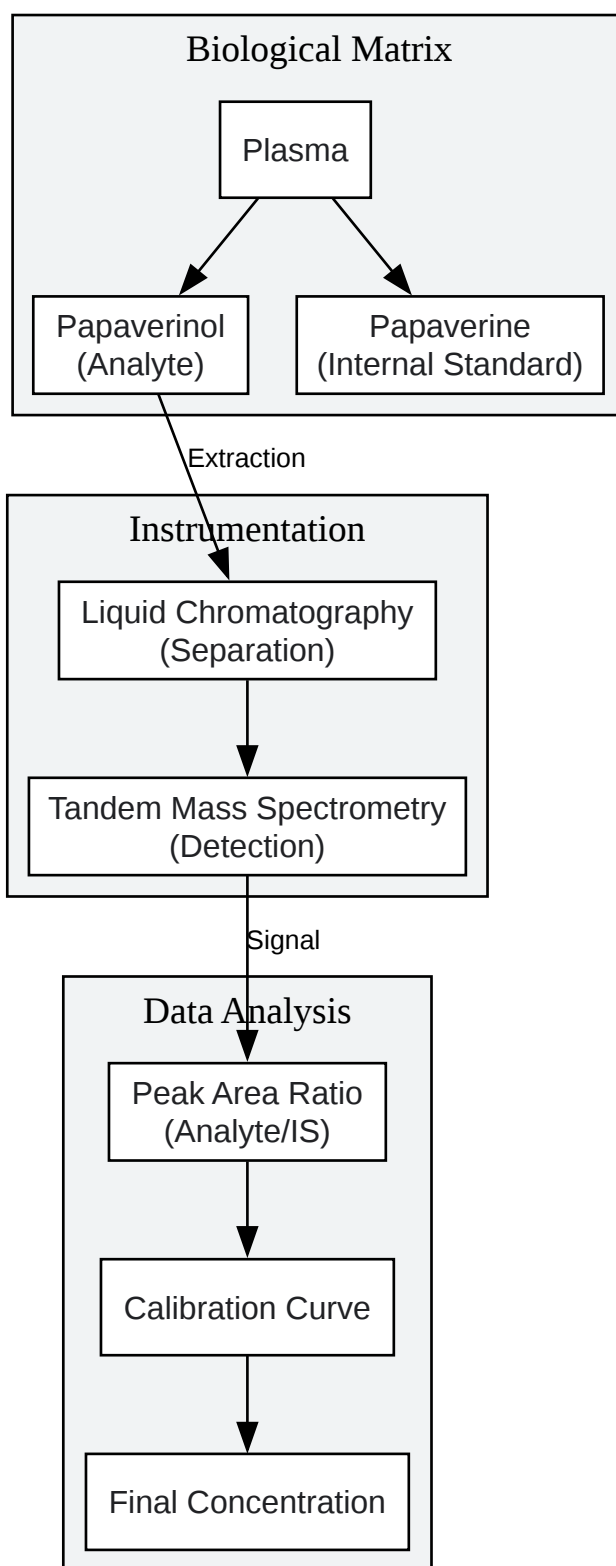 Biological Matrix
Plasma
Papaverinol
(Analyte)
Papaverine
(Internal Standard)
Extraction
Instrumentation
Liquid Chromatography
(Separation)
Tandem Mass Spectrometry
(Detection)
Signal
Data Analysis
Peak Area Ratio
(Analyte/IS)
Calibration Curve
Final Concentration